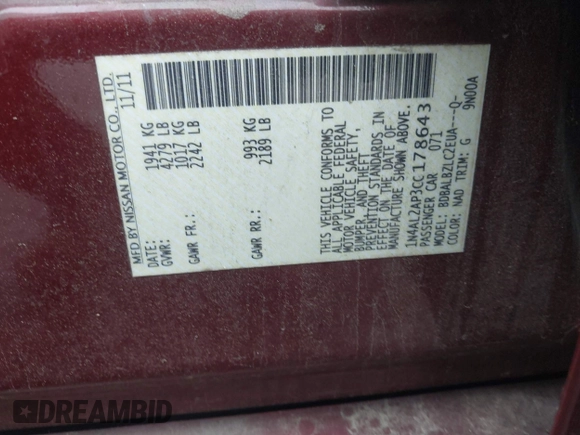 MFD BY NISSAN MOTOR CO., LTD.
DATE: 11/11
GVWR: 1941 KG
4279 LB
GAWR FR.: 1017 KG
2242 LB
GAWR RR.: 993 KG
2189 LB
THIS VEHICLE CONFORMS TO
ALL APPLICABLE FEDERAL
MOTOR VEHICLE SAFETY,
BUMPER, AND THEFT
PREVENTION STANDARDS IN
EFFECT ON THE DATE OF
MANUFACTURE SHOWN ABOVE.
1N4AL2AP3CC178643
PASSENGER CAR 071
MODEL: BDBALBZLC2EUA---Q-
COLOR: NAD TRIM: G 9N00A
DREAMBID